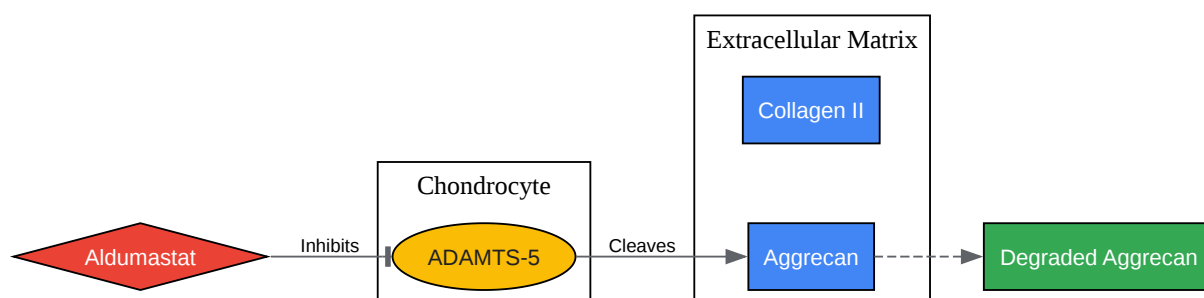 Extracellular Matrix
Collagen II
Chondrocyte
Aldumastat
Inhibits
ADAMTS-5
Cleaves
Aggrecan
Degraded Aggrecan